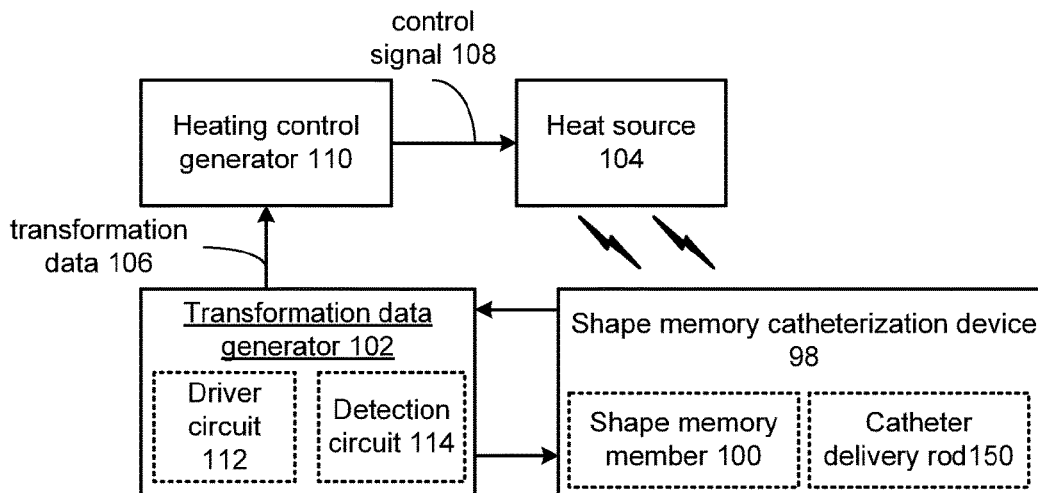 control
signal 108
Heating control
generator 110
Heat source
104
transformation
data 106
Transformation data
generator 102
Driver
circuit
112
Detection
circuit 114
Shape memory catheterization device
98
Shape memory
member 100
Catheter
delivery rod150